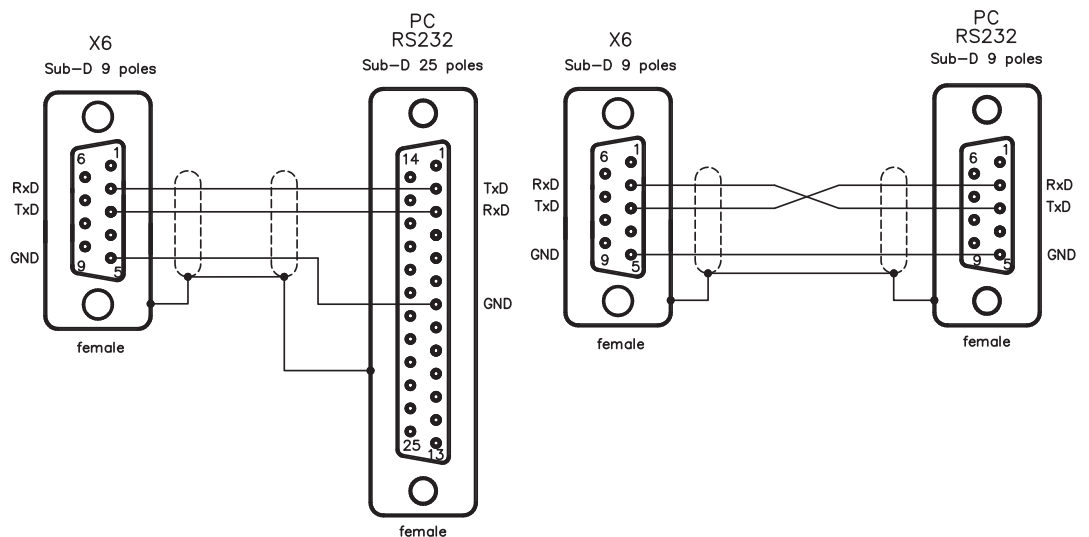 X6
Sub-D 9 poles
6
1
RxD
TxD
GND
9
5
female
PC
RS232
Sub-D 25 poles
14
1
TxD
RxD
GND
25
13
female
X6
Sub-D 9 poles
6
1
RxD
TxD
GND
9
5
female
PC
RS232
Sub-D 9 poles
6
1
RxD
TxD
GND
9
5
female